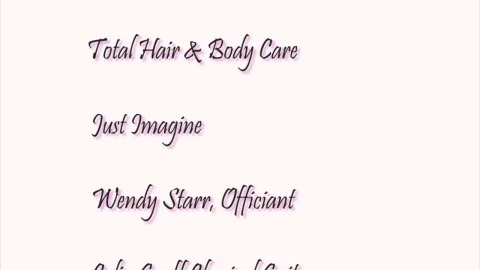 Total Hair & Body Care
Just Imagine
Wendy Starr, Officiant